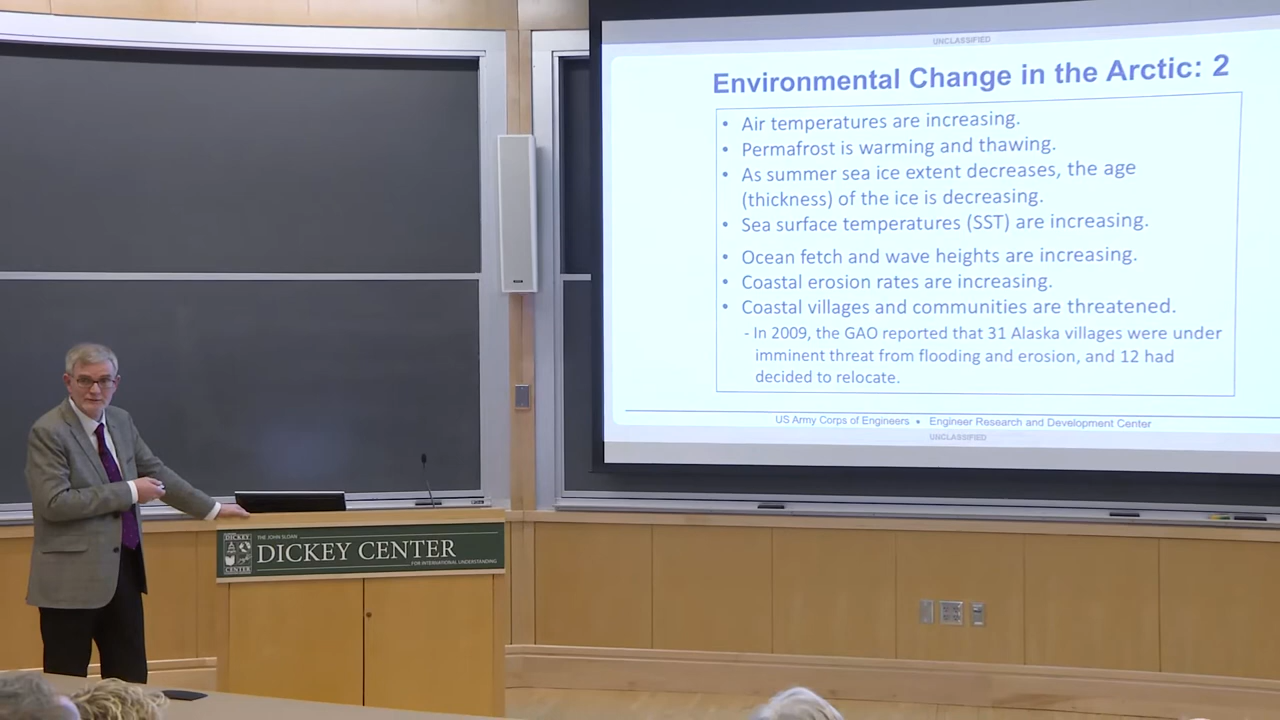 UNCLASSIFIED
Environmental Change in the Arctic: 2
• Air temperatures are increasing.
• Permafrost is warming and thawing.
• As summer sea ice extent decreases, the age
(thickness) of the ice is decreasing.
• Sea surface temperatures (SST) are increasing.
• Ocean fetch and wave heights are increasing.
• Coastal erosion rates are increasing.
• Coastal villages and communities are threatened.
- In 2009, the GAO reported that 31 Alaska villages were under
imminent threat from flooding and erosion, and 12 had
decided to relocate.
US Army Corps of Engineers • Engineer Research and Development Center
UNCLASSIFIED
DICKEY
CENTER
THE JOHN SLOAN
DICKEY CENTER
FOR INTERNATIONAL UNDERSTANDING